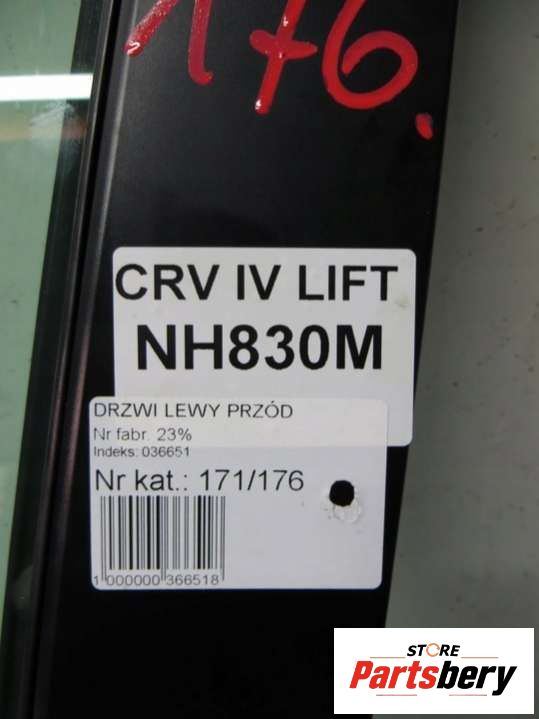 176.
CRV IV LIFT
NH830M
DRZWI LEWY PRZÓD
Nr fabr. 23%
Indeks: 036651
Nr kat.: 171/176
1 000000 366518
STORE
Partsbery